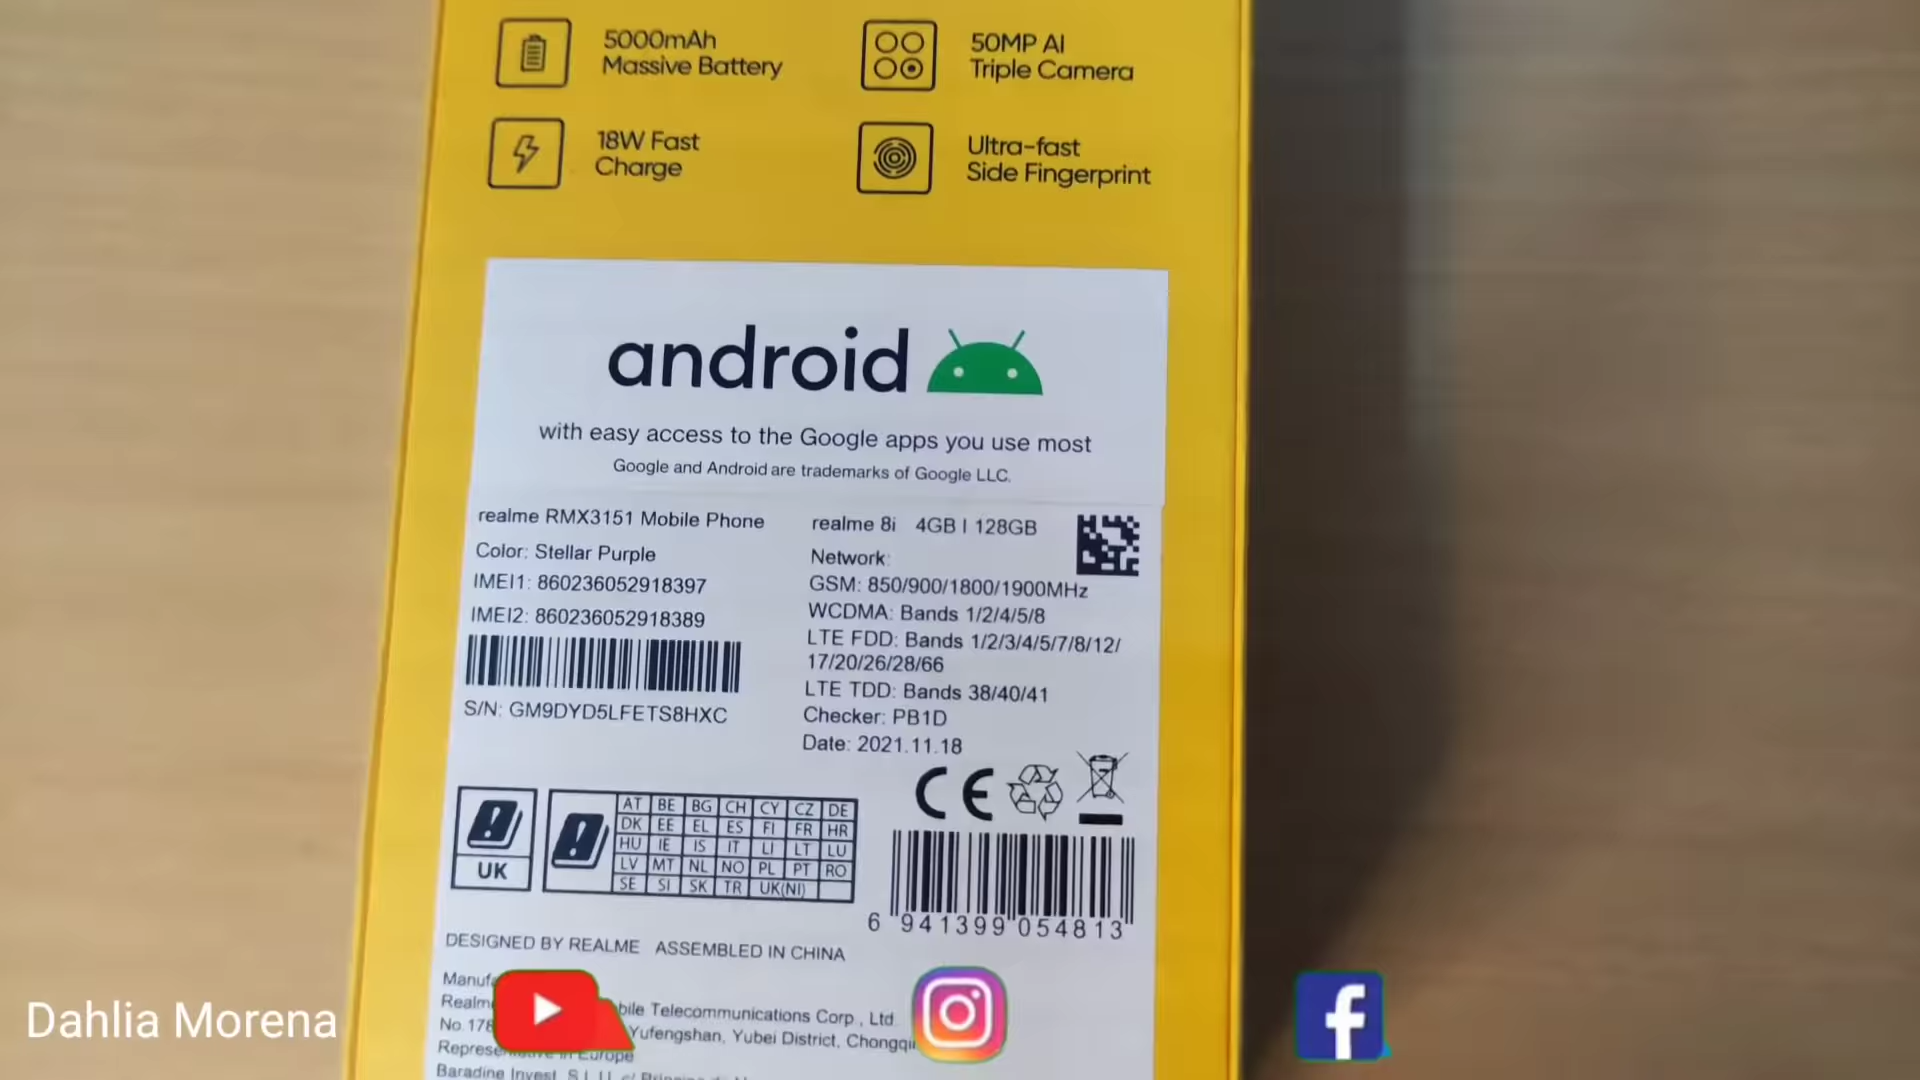 5000mAh
Massive Battery
50MP AI
Triple Camera
18W Fast
Charge
Ultra-fast
Side Fingerprint
android
with easy access to the Google apps you use most
Google and Android are trademarks of Google LLC.
realme RMX3151 Mobile Phone
Color: Stellar Purple
IMEI1: 860236052918397
IMEI2: 860236052918389
S/N: GM9DYD5LFETS8HXC
realme 8i 4GB | 128GB
Network:
GSM: 850/900/1800/1900MHz
WCDMA: Bands 1/2/4/5/8
LTE FDD: Bands 1/2/3/4/5/7/8/12/
17/20/26/28/66
LTE TDD: Bands 38/40/41
Checker: PB1D
Date: 2021.11.18
CE
UK
AT BE BG CH CY CZ DE
DK EE EL ES FI FR HR
HU IE IS IT LI LT LU
LV MT NL NO PL PT RO
SE SI SK TR UK(NI)
6 941399 054813
DESIGNED BY REALME ASSEMBLED IN CHINA
Telecommunications Corp., Ltd.
No.178 Yufengshan, Yubei District,
in Europe
Baradine Invest, S.L.U.
Dahlia Morena